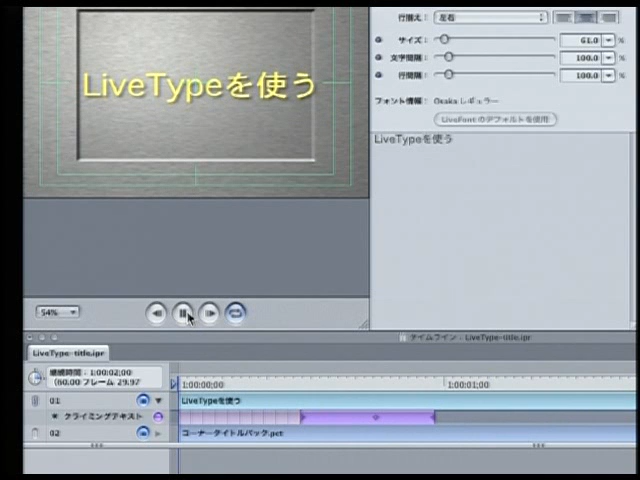 行揃え： 左右
LiveTypeを使う
サイズ： 61.0 %
文字間隔： 100.0 %
行間隔： 100.0 %
フォント情報： Osaka レギュラー
LiveFont のデフォルトを使用
LiveTypeを使う
54%
タイムライン：LiveType-title.ipr
LiveType-title.ipr
継続時間：1:00:02;00
(60.00 フレーム 29.97
1:00:00;00 1:00:01;00
01 LiveTypeを使う
クライミングテキスト
02 コーナータイトルバック.pct